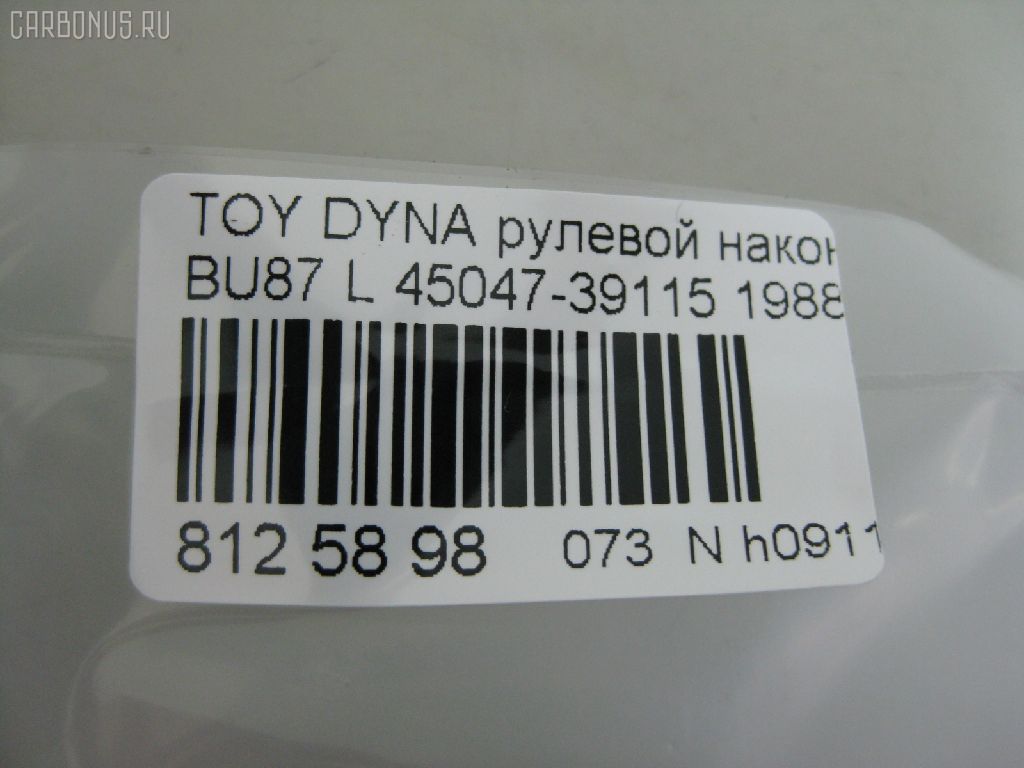 CARBONUS.RU
TOY DYNA рулевой након
BU87 L 45047-39115 1988
812 58 98 073 N h0911